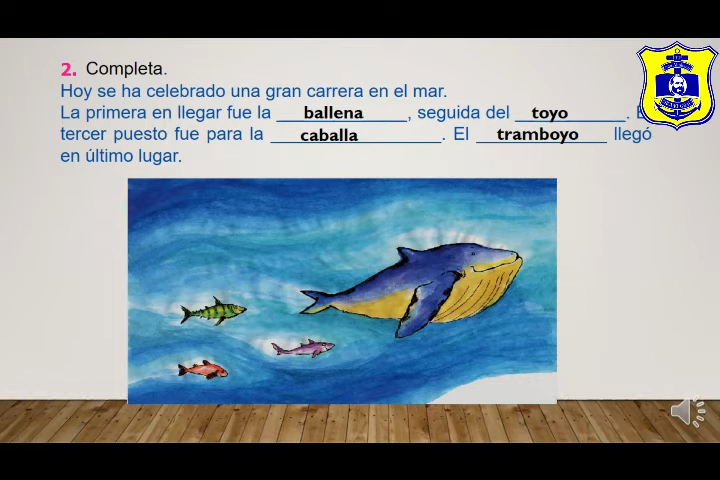 2. Completa.
Hoy se ha celebrado una gran carrera en el mar.
La primera en llegar fue la ballena, seguida del toyo.
tercer puesto fue para la caballa. El tramboyo llegó
en último lugar.